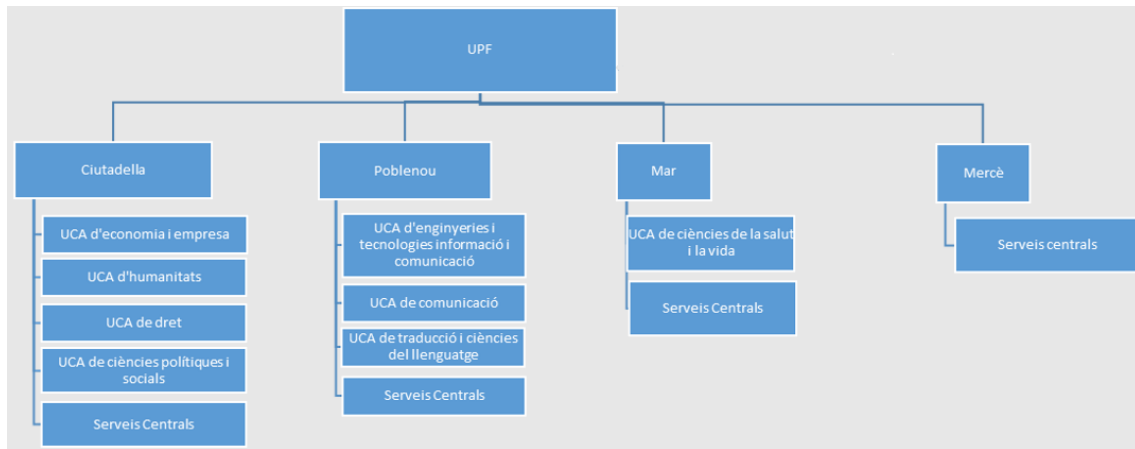 UPF
Ciutadella
Poblenou
Mar
Mercè
UCA d'economia i empresa
UCA d'humanitats
UCA de dret
UCA de ciències polítiques i
socials
Serveis Centrals
UCA d'enginyeries i
tecnologies informació i
comunicació
UCA de comunicació
UCA de traducció i ciències
del llenguatge
Serveis Centrals
UCA de ciències de la salut
i la vida
Serveis Centrals
Serveis centrals